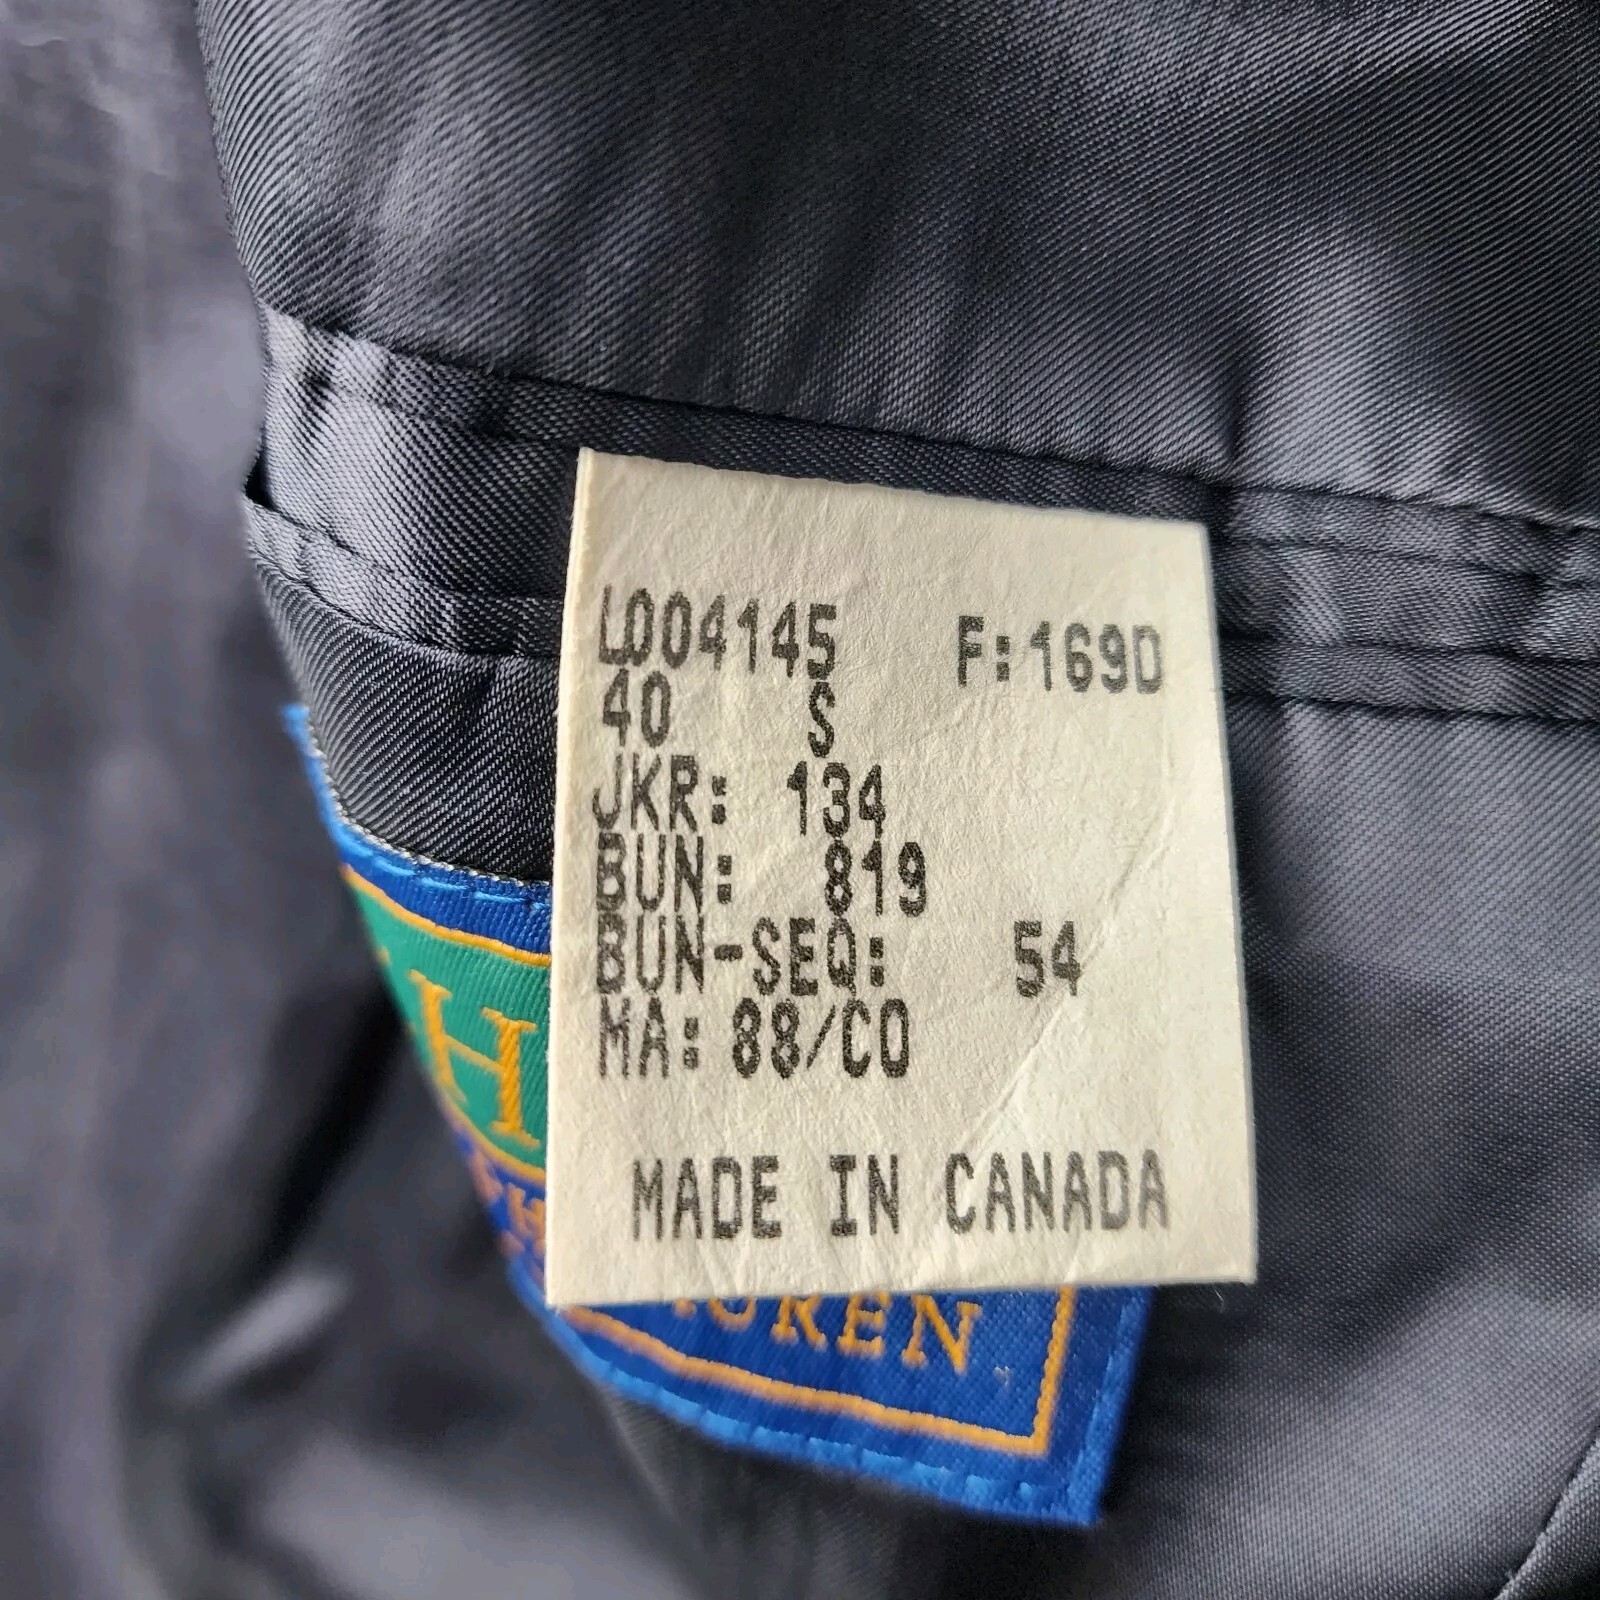 L004145 F:169D
40 S
JKR: 134
BUN: 819
BUN-SEQ: 54
MA: 88/CO
MADE IN CANADA